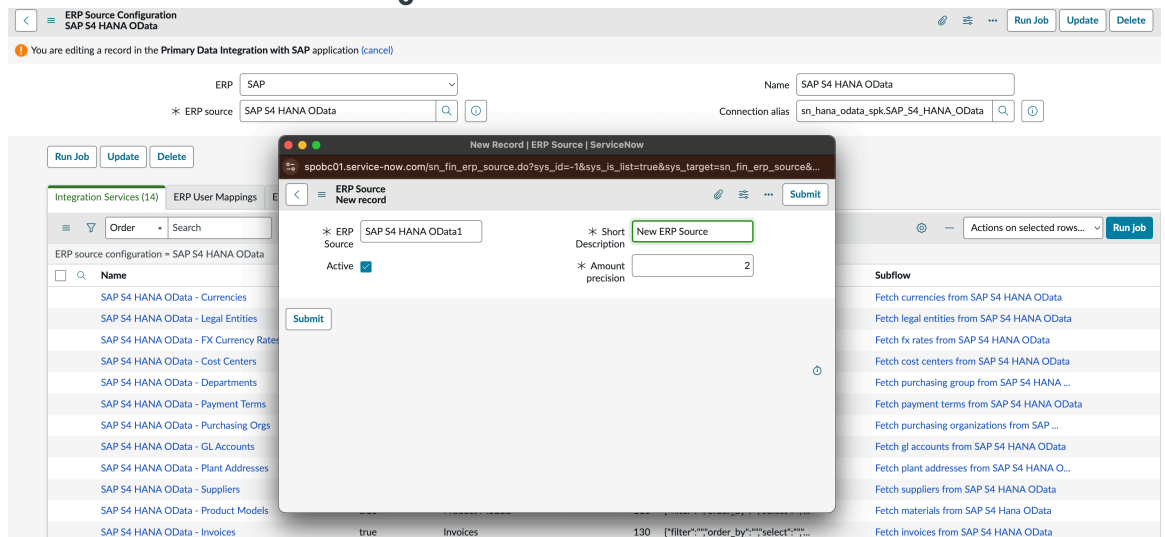 ERP Source Configuration
SAP S4 HANA OData
Run Job
Update
Delete
You are editing a record in the Primary Data Integration with SAP application (cancel)
ERP
SAP
Name
SAP S4 HANA OData
ERP source
SAP S4 HANA OData
Connection alias
sn_hana_odata_spk.SAP_S4_HANA_OData
Run Job
Update
Delete
New Record | ERP Source | ServiceNow
spobc01.service-now.com/sn_fin_erp_source.do?sys_id=-1&sys_is_list=true&sys_target=sn_fin_erp_source&...
ERP Source
New record
Submit
ERP Source
SAP S4 HANA OData1
Short Description
New ERP Source
Active
Amount precision
2
Submit
Integration Services (14)
ERP User Mappings
E
Order
Search
Actions on selected rows...
Run job
ERP source configuration = SAP S4 HANA OData
Name
Subflow
SAP S4 HANA OData - Currencies
Fetch currencies from SAP S4 HANA OData
SAP S4 HANA OData - Legal Entities
Fetch legal entities from SAP S4 HANA OData
SAP S4 HANA OData - FX Currency Rates
Fetch fx rates from SAP S4 HANA OData
SAP S4 HANA OData - Cost Centers
Fetch cost centers from SAP S4 HANA OData
SAP S4 HANA OData - Departments
Fetch purchasing group from SAP S4 HANA ...
SAP S4 HANA OData - Payment Terms
Fetch payment terms from SAP S4 HANA OData
SAP S4 HANA OData - Purchasing Orgs
Fetch purchasing organizations from SAP ...
SAP S4 HANA OData - GL Accounts
Fetch gl accounts from SAP S4 HANA OData
SAP S4 HANA OData - Plant Addresses
Fetch plant addresses from SAP S4 HANA O...
SAP S4 HANA OData - Suppliers
Fetch suppliers from SAP S4 HANA OData
SAP S4 HANA OData - Product Models
Fetch materials from SAP S4 Hana OData
SAP S4 HANA OData - Invoices
true
Invoices
130
{"filter":"","order_by":"","select":"",...
Fetch invoices from SAP S4 HANA OData